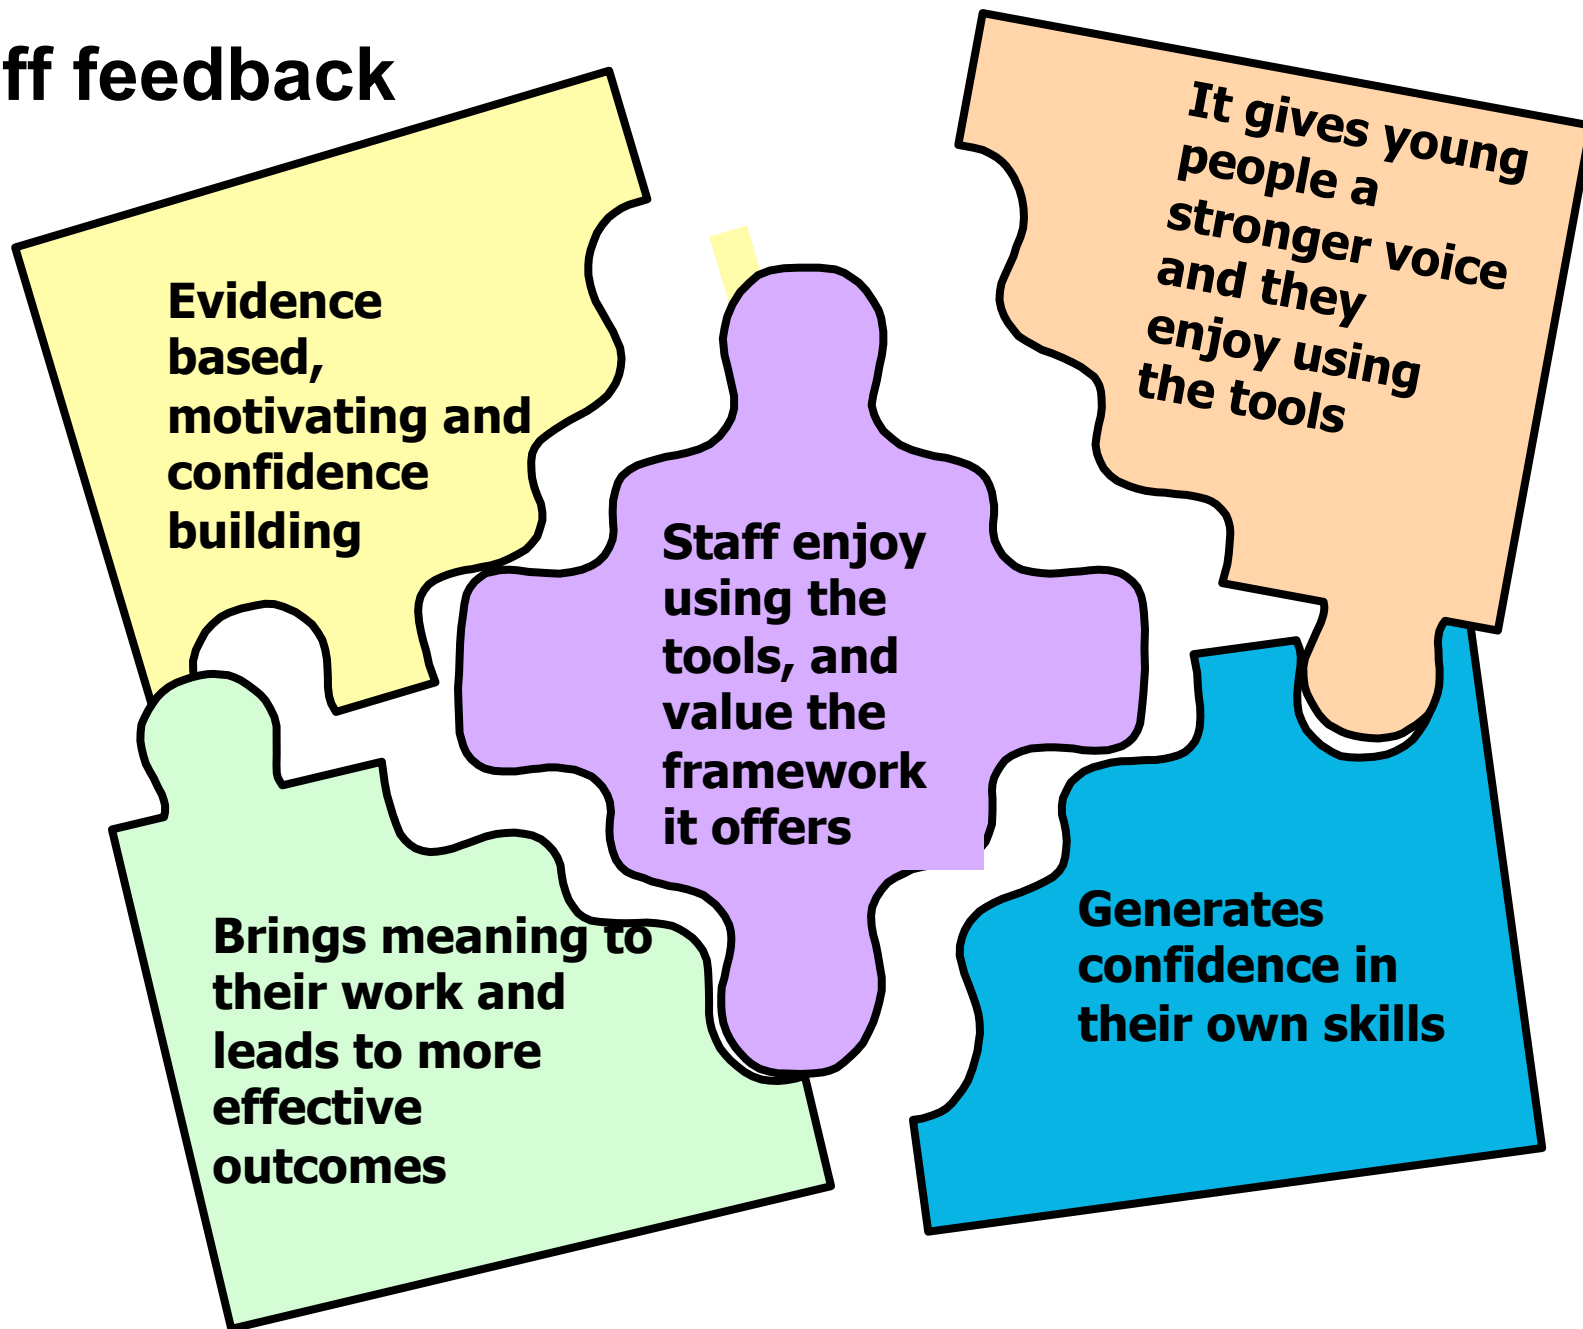 ff feedback
It gives young
people a
stronger voice
and they
enjoy using
the tools
Evidence
based,
motivating and
confidence
building
Staff enjoy
using the
tools, and
value the
framework
it offers
Brings meaning to
their work and
leads to more
effective
outcomes
Generates
confidence in
their own skills